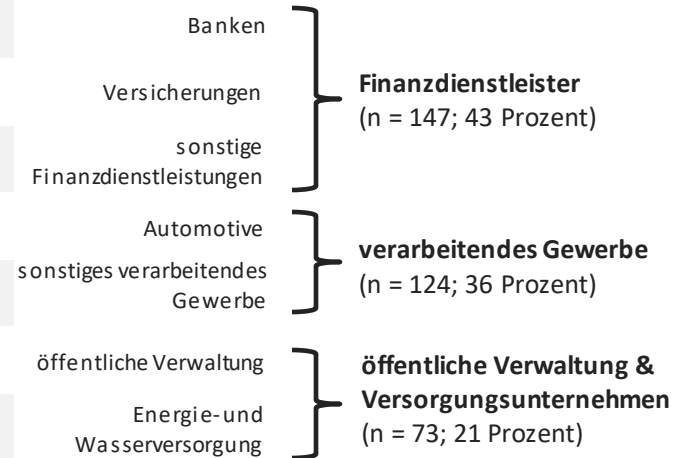 Banken
Versicherungen
sonstige
Finanzdienstleistungen
Finanzdienstleister
(n = 147; 43 Prozent)
Automotive
sonstiges verarbeitendes
Gewerbe
verarbeitendes Gewerbe
(n = 124; 36 Prozent)
öffentliche Verwaltung
Energie- und
Wasserversorgung
öffentliche Verwaltung &
Versorgungsunternehmen
(n = 73; 21 Prozent)